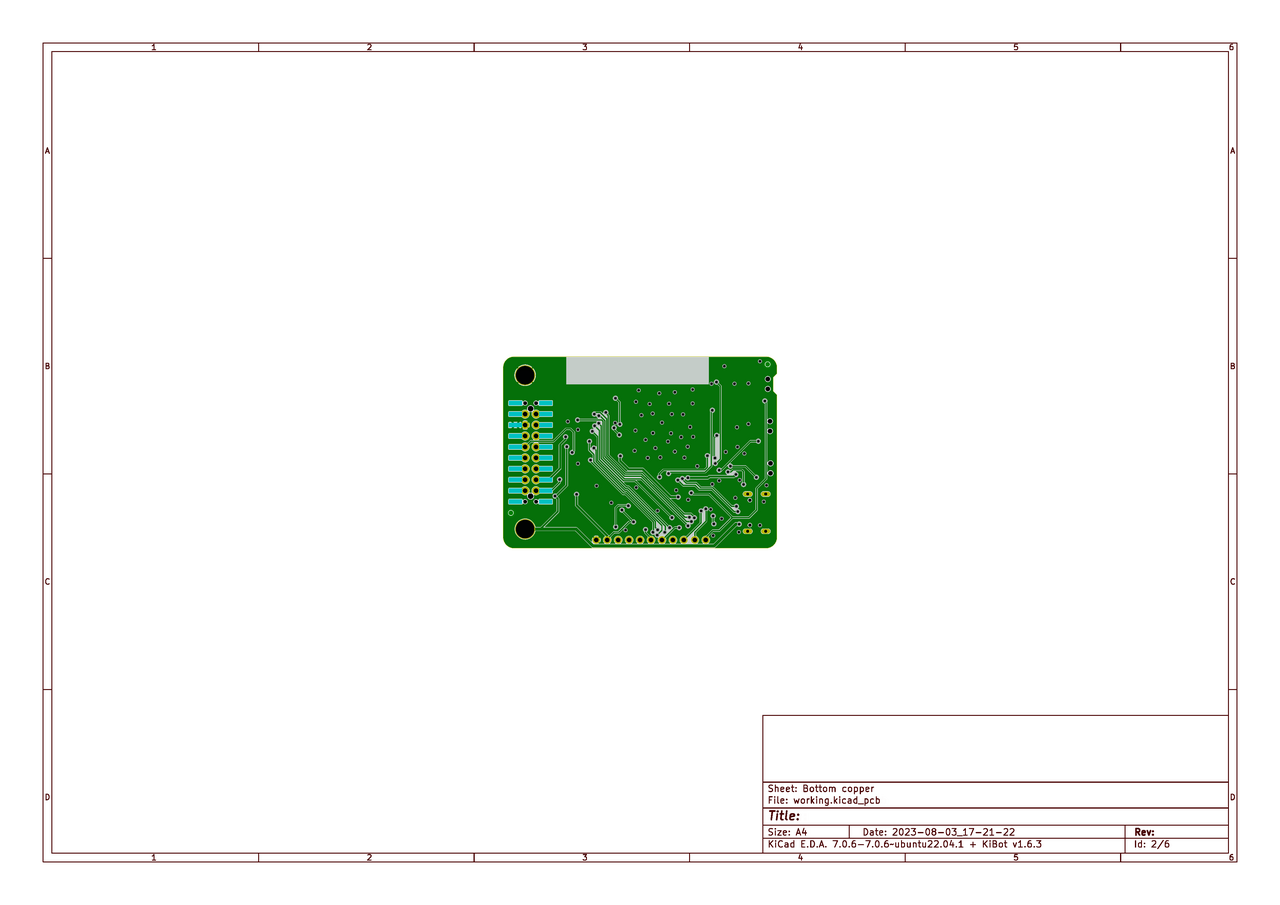 1 2 3 4 5 6
A A
B B
C C
Sheet: Bottom copper
File: working.kicad_pcb
D D
Title:
Size: A4 Date: 2023-08-03_17-21-22 Rev:
KiCad E.D.A. 7.0.6-7.0.6~ubuntu22.04.1 + KiBot v1.6.3 Id: 2/6
1 2 3 4 5 6